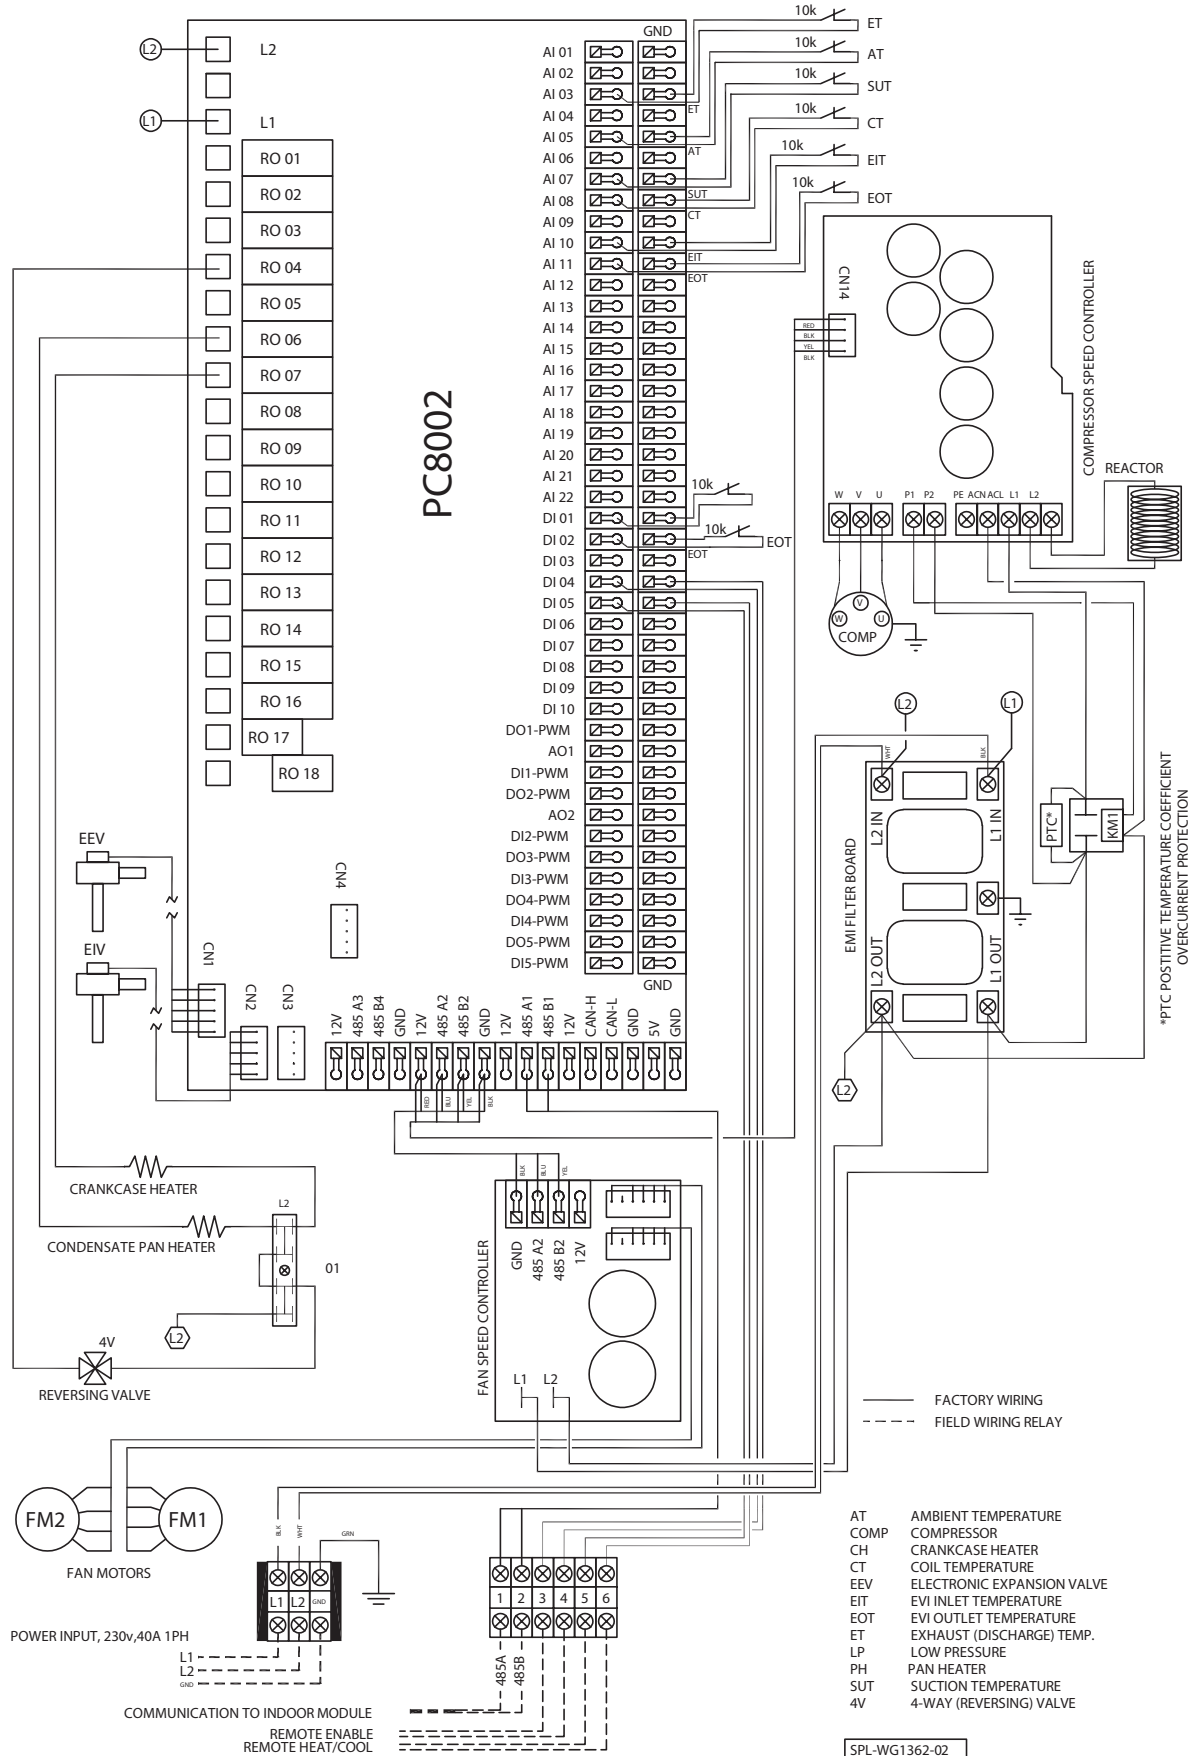 L2
L2
L1
L1
RO 01
RO 02
RO 03
RO 04
RO 05
RO 06
RO 07
RO 08
RO 09
RO 10
RO 11
RO 12
RO 13
RO 14
RO 15
RO 16
RO 17
RO 18
PC8002
GND
AI 01
AI 02
AI 03
AI 04
AI 05
AI 06
AI 07
AI 08
AI 09
AI 10
AI 11
AI 12
AI 13
AI 14
AI 15
AI 16
AI 17
AI 18
AI 19
AI 20
AI 21
AI 22
DI 01
DI 02
DI 03
DI 04
DI 05
DI 06
DI 07
DI 08
DI 09
DI 10
DO1-PWM
AO1
DI1-PWM
DO2-PWM
AO2
DI2-PWM
DO3-PWM
DI3-PWM
DO4-PWM
DI4-PWM
DO5-PWM
DI5-PWM
GND
ET
AT
SUT
CT
EIT
EOT
EOT
10k ET
10k AT
10k SUT
10k CT
10k EIT
10k EOT
10k
10k EOT
CN14
RED
BLK
YEL
BLK
COMPRESSOR SPEED CONTROLLER
REACTOR
W V U P1 P2 PE ACN ACL L1 L2
W
V
U
COMP
L2
L1
WHT
BLK
L2 IN
L1 IN
EMI FILTER BOARD
L2 OUT
L1 OUT
L2
PTC*
KM1
*PTC POSTITIVE TEMPERATURE COEFFICIENT
OVERCURRENT PROTECTION
EEV
EIV
CN1
CN2
CN3
CN4
12V
485 A3
485 B4
GND
12V
485 A2
485 B2
GND
12V
485 A1
485 B1
12V
CAN-H
CAN-L
GND
5V
GND
RED
BLU
YEL
BLK
BLK
BLU
YEL
CRANKCASE HEATER
CONDENSATE PAN HEATER
L2
01
L2
4V
REVERSING VALVE
FAN SPEED CONTROLLER
GND
485 A2
485 B2
12V
L1 L2
FACTORY WIRING
FIELD WIRING RELAY
FM2
FM1
FAN MOTORS
BLK
WHT
GRN
L1 L2 GND
POWER INPUT, 230v,40A 1PH
L1
L2
GND
1 2 3 4 5 6
485A
485B
COMMUNICATION TO INDOOR MODULE
REMOTE ENABLE
REMOTE HEAT/COOL
AT AMBIENT TEMPERATURE
COMP COMPRESSOR
CH CRANKCASE HEATER
CT COIL TEMPERATURE
EEV ELECTRONIC EXPANSION VALVE
EIT EVI INLET TEMPERATURE
EOT EVI OUTLET TEMPERATURE
ET EXHAUST (DISCHARGE) TEMP.
LP LOW PRESSURE
PH PAN HEATER
SUT SUCTION TEMPERATURE
4V 4-WAY (REVERSING) VALVE
SPL-WG1362-02